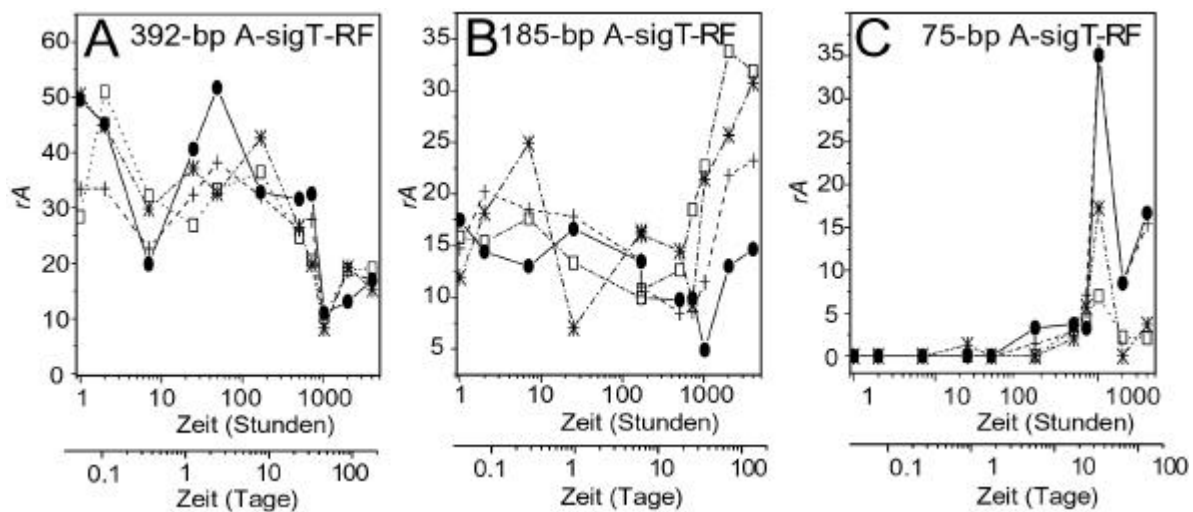 A 392-bp A-sigT-RF
60
50
40
30
20
10
0
rA
1 10 100 1000
Zeit (Stunden)
0.1 1 10 100
Zeit (Tage)
B 185-bp A-sigT-RF
35
30
25
20
15
10
5
rA
1 10 100 1000
Zeit (Stunden)
0.1 1 10 100
Zeit (Tage)
C 75-bp A-sigT-RF
35
30
25
20
15
10
5
0
rA
1 10 100 1000
Zeit (Stunden)
0.1 1 10 100
Zeit (Tage)